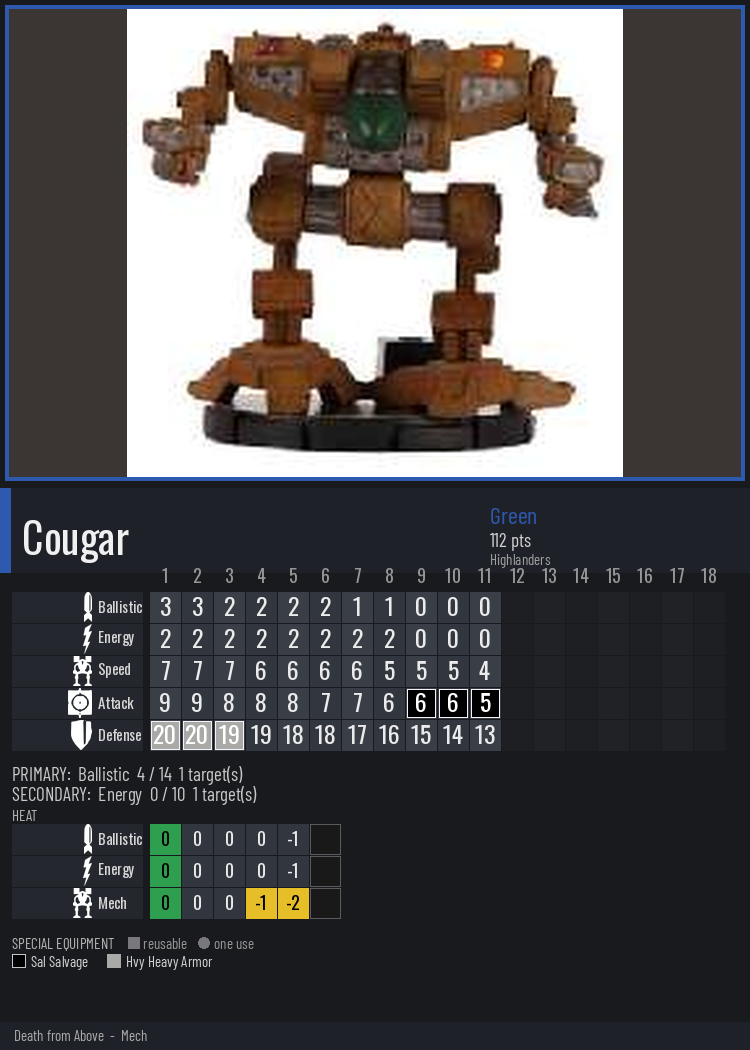 Cougar
Green
112 pts
Highlanders
1 2 3 4 5 6 7 8 9 10 11 12 13 14 15 16 17 18
Ballistic 3 3 2 2 2 2 1 1 0 0 0
Energy 2 2 2 2 2 2 2 2 0 0 0
Speed 7 7 7 6 6 6 6 5 5 5 4
Attack 9 9 8 8 8 7 7 6 6 6 5
Defense 20 20 19 19 18 18 17 16 15 14 13
PRIMARY: Ballistic 4 / 14 1 target(s)
SECONDARY: Energy 0 / 10 1 target(s)
HEAT
Ballistic 0 0 0 0 -1
Energy 0 0 0 0 -1
Mech 0 0 0 -1 -2
SPECIAL EQUIPMENT reusable one use
Sal Salvage Hvy Heavy Armor
Death from Above - Mech